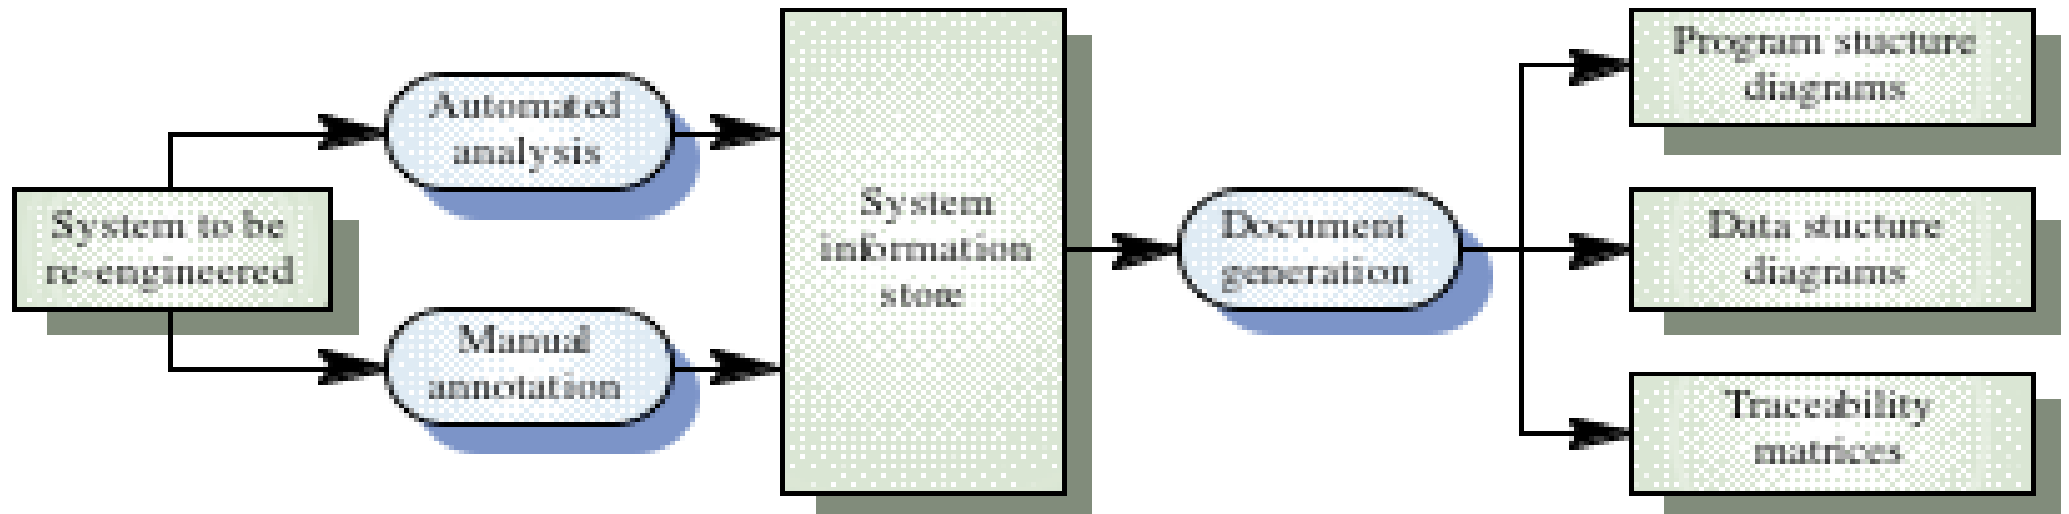 System to be
re-engineered
Automated
analysis
Manual
annotation
System
information
store
Document
generation
Program stucture
diagrams
Data stucture
diagrams
Traceability
matrices